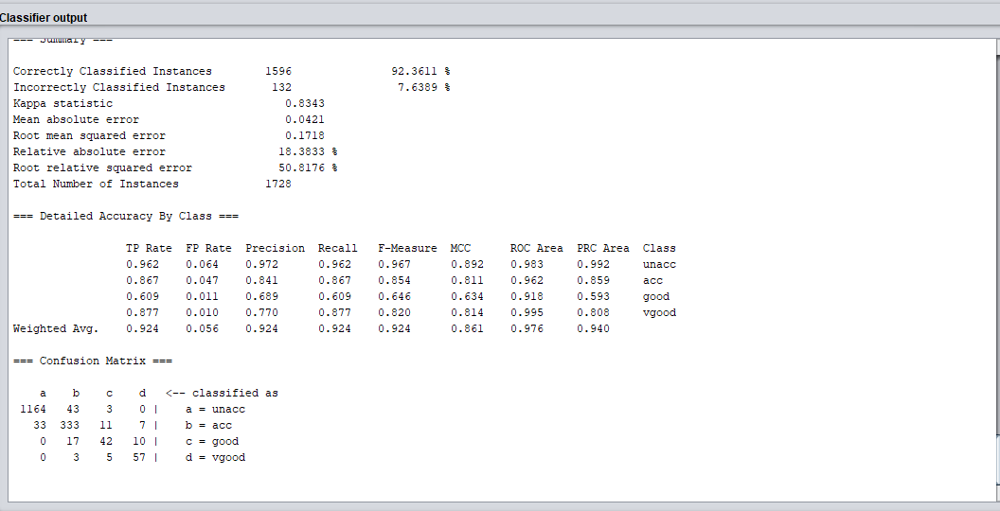 Classifier output
=== Summary ===
Correctly Classified Instances 1596 92.3611 %
Incorrectly Classified Instances 132 7.6389 %
Kappa statistic 0.8343
Mean absolute error 0.0421
Root mean squared error 0.1718
Relative absolute error 18.3833 %
Root relative squared error 50.8176 %
Total Number of Instances 1728
=== Detailed Accuracy By Class ===
TP Rate FP Rate Precision Recall F-Measure MCC ROC Area PRC Area Class
0.962 0.064 0.972 0.962 0.967 0.892 0.983 0.992 unacc
0.867 0.047 0.841 0.867 0.854 0.811 0.962 0.859 acc
0.609 0.011 0.689 0.609 0.646 0.634 0.918 0.593 good
0.877 0.010 0.770 0.877 0.820 0.814 0.995 0.808 vgood
Weighted Avg. 0.924 0.056 0.924 0.924 0.924 0.861 0.976 0.940
=== Confusion Matrix ===
a b c d <-- classified as
1164 43 3 0 | a = unacc
33 333 11 7 | b = acc
0 17 42 10 | c = good
0 3 5 57 | d = vgood